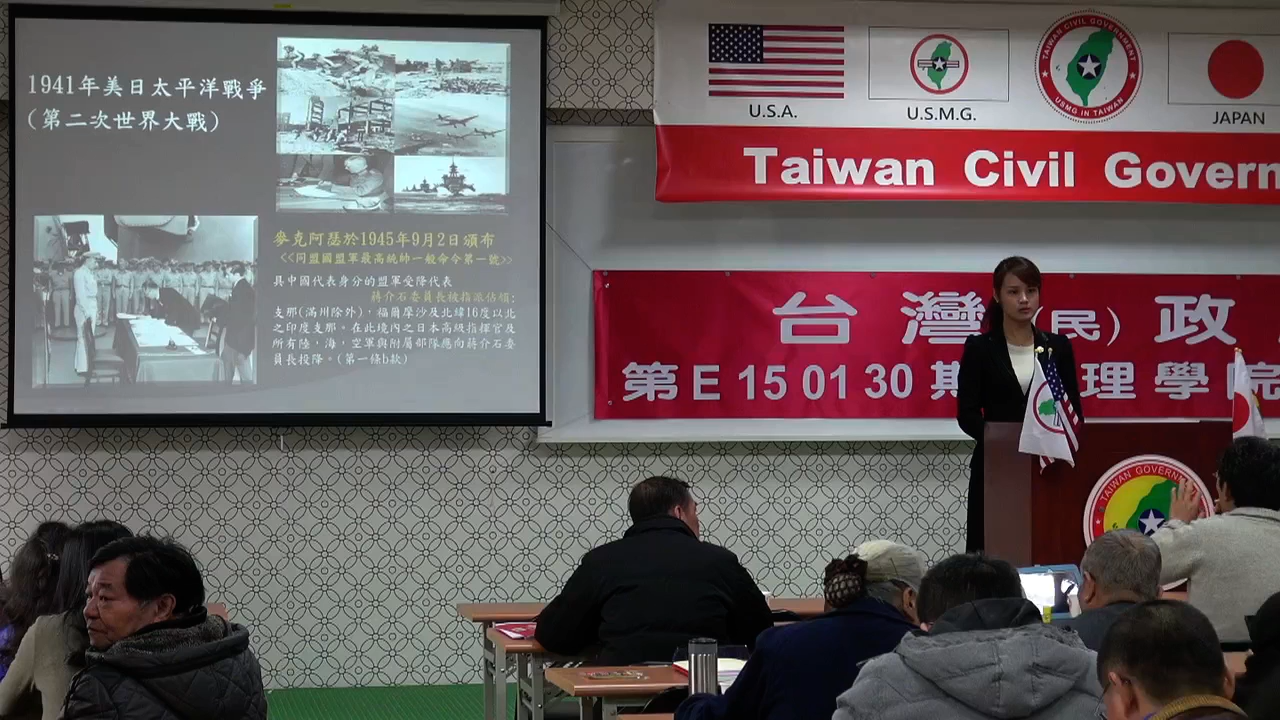 1941年美日太平洋戰爭
(第二次世界大戰)
麥克阿瑟於1945年9月2日頒布
<<同盟國盟軍最高統帥一般命令第一號>>
具中國代表身分的盟軍受降代表
蔣介石委員長被指派佔領:
支那(滿州除外),福爾摩沙及北緯16度以北
之印度支那。在此境內之日本高級指揮官及
所有陸,海,空軍與附屬部隊應向蔣介石委
員長投降。(第一條b款)
U.S.A.
U.S.M.G.
TAIWAN CIVIL GOVERNMENT
USMG IN TAIWAN
JAPAN
Taiwan Civil Govern
台灣(民)政
第E 15 01 30 期 理學院
TAIWAN GOVERNM